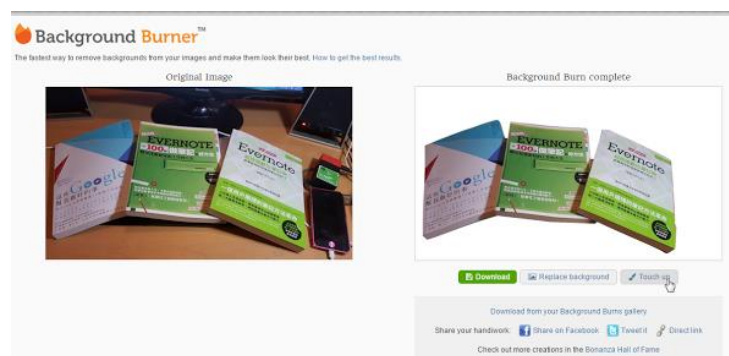 Background Burner™
The fastest way to remove backgrounds from your images and make them look their best. How to get the best results.
Original Image
EVERNOTE
100
Google
Evernote
Background Burn complete
EVERNOTE
100
Google
Evernote
Download
Replace background
Touch up
Download from your Background Burns gallery
Share your handiwork: Share on Facebook Tweet it Direct link
Check out more creations in the Bonanza Hall of Fame